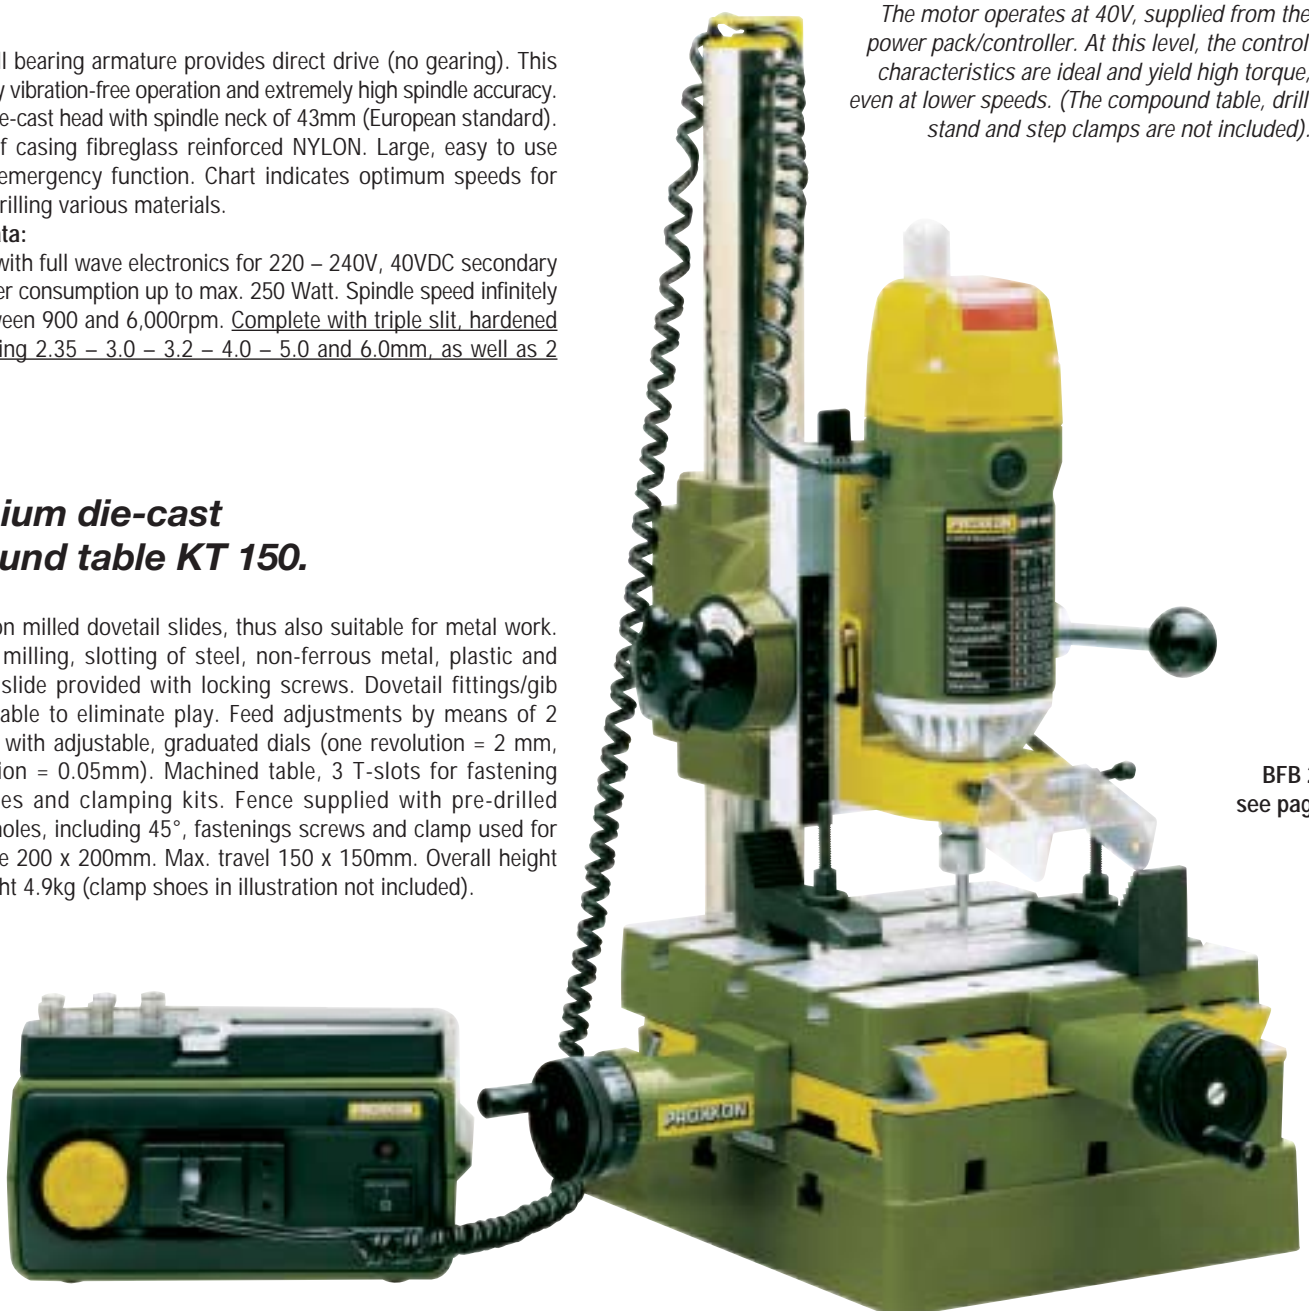 The motor operates at 40V, supplied from the
power pack/controller. At this level, the control
characteristics are ideal and yield high torque,
even at lower speeds. (The compound table, drill
stand and step clamps are not included).
ll bearing armature provides direct drive (no gearing). This
y vibration-free operation and extremely high spindle accuracy.
e-cast head with spindle neck of 43mm (European standard).
f casing fibreglass reinforced NYLON. Large, easy to use
emergency function. Chart indicates optimum speeds for
rilling various materials.
ata:
with full wave electronics for 220 – 240V, 40VDC secondary
er consumption up to max. 250 Watt. Spindle speed infinitely
ween 900 and 6,000rpm. Complete with triple slit, hardened
ing 2.35 – 3.0 – 3.2 – 4.0 – 5.0 and 6.0mm, as well as 2
ium die-cast
und table KT 150.
on milled dovetail slides, thus also suitable for metal work.
milling, slotting of steel, non-ferrous metal, plastic and
slide provided with locking screws. Dovetail fittings/gib
able to eliminate play. Feed adjustments by means of 2
with adjustable, graduated dials (one revolution = 2 mm,
ion = 0.05mm). Machined table, 3 T-slots for fastening
es and clamping kits. Fence supplied with pre-drilled
holes, including 45°, fastenings screws and clamp used for
e 200 x 200mm. Max. travel 150 x 150mm. Overall height
ht 4.9kg (clamp shoes in illustration not included).
BFB
see pag
PROXXON
PROXXON
PROXXON